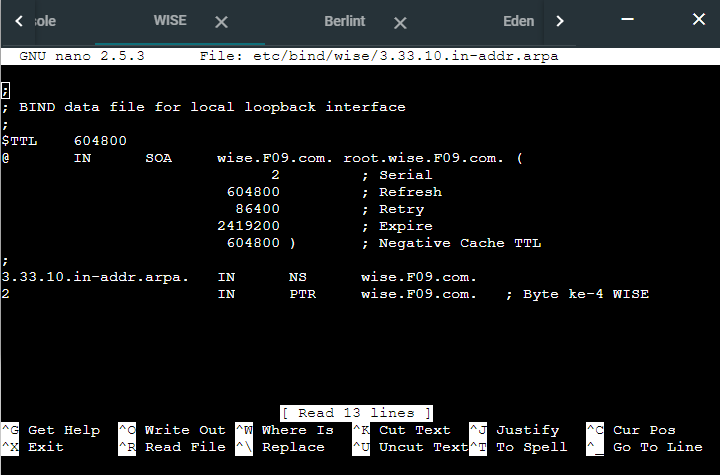 sole WISE Berlint Eden
GNU nano 2.5.3 File: etc/bind/wise/3.33.10.in-addr.arpa
;
; BIND data file for local loopback interface
;
$TTL 604800
@ IN SOA wise.F09.com. root.wise.F09.com. (
2 ; Serial
604800 ; Refresh
86400 ; Retry
2419200 ; Expire
604800 ) ; Negative Cache TTL
;
3.33.10.in-addr.arpa. IN NS wise.F09.com.
2 IN PTR wise.F09.com. ; Byte ke-4 WISE
[ Read 13 lines ]
^G Get Help ^O Write Out ^W Where Is ^K Cut Text ^J Justify ^C Cur Pos
^X Exit ^R Read File ^\ Replace ^U Uncut Text ^T To Spell ^_ Go To Line